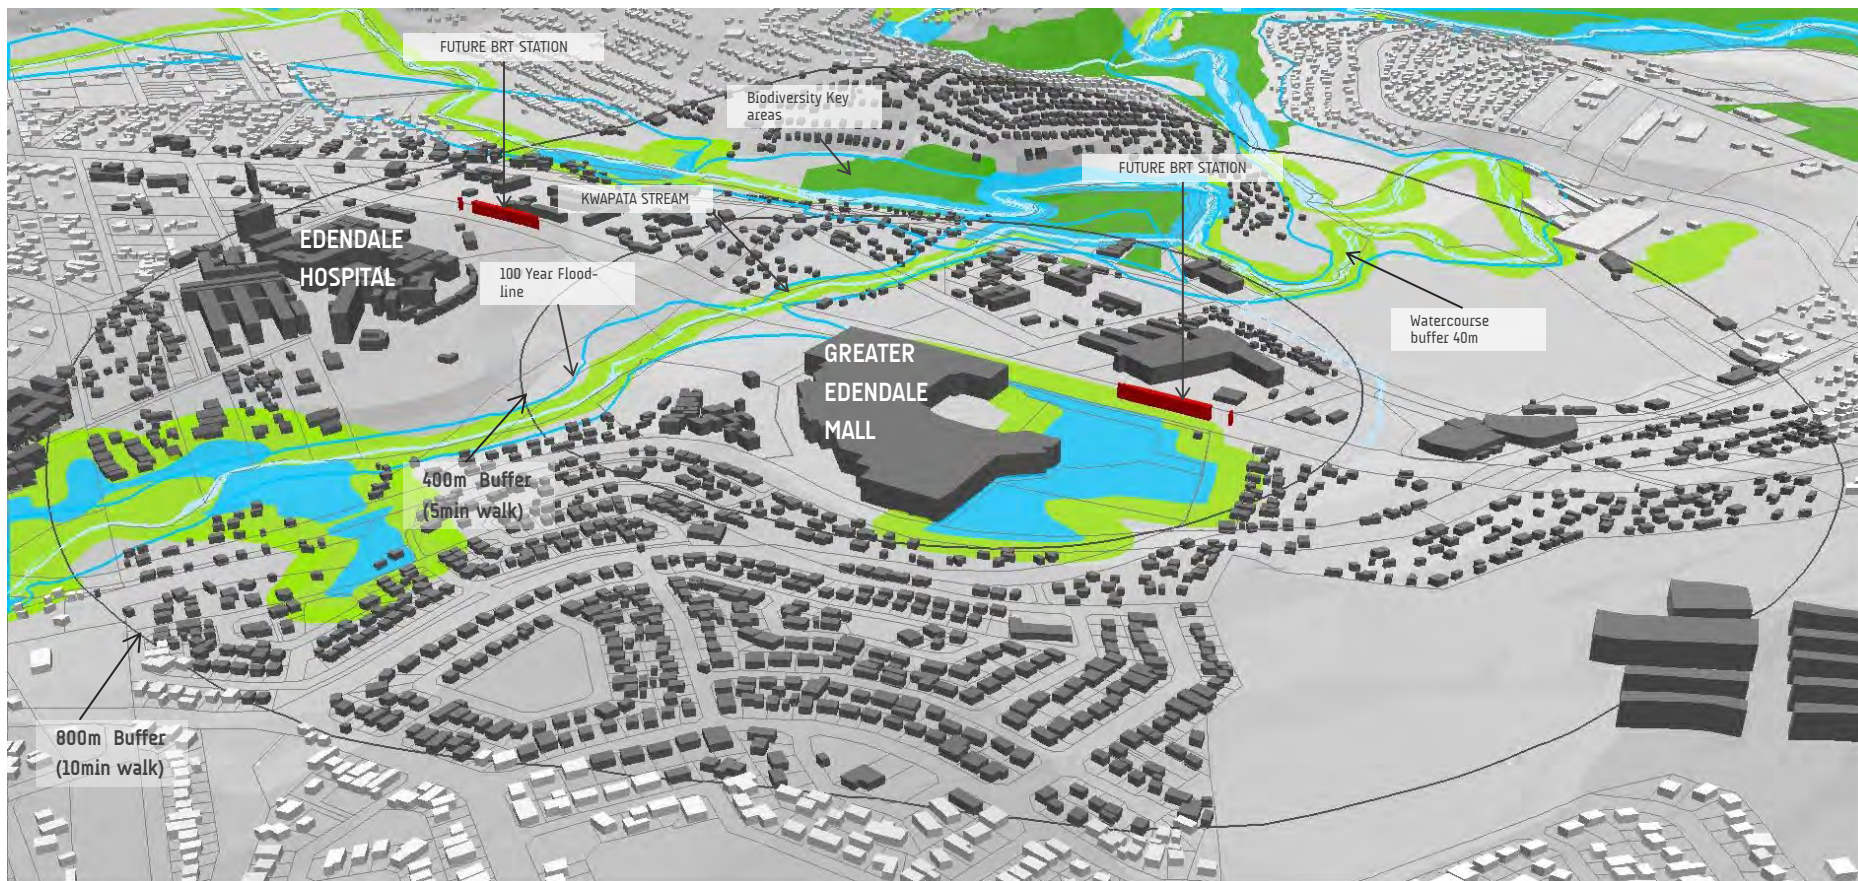 FUTURE BRT STATION
Biodiversity Key
areas
FUTURE BRT STATION
KWAPATA STREAM
EDENDALE
HOSPITAL
100 Year Flood-
line
Watercourse
buffer 40m
GREATER
EDENDALE
MALL
400m Buffer
(5min walk)
800m Buffer
(10min walk)